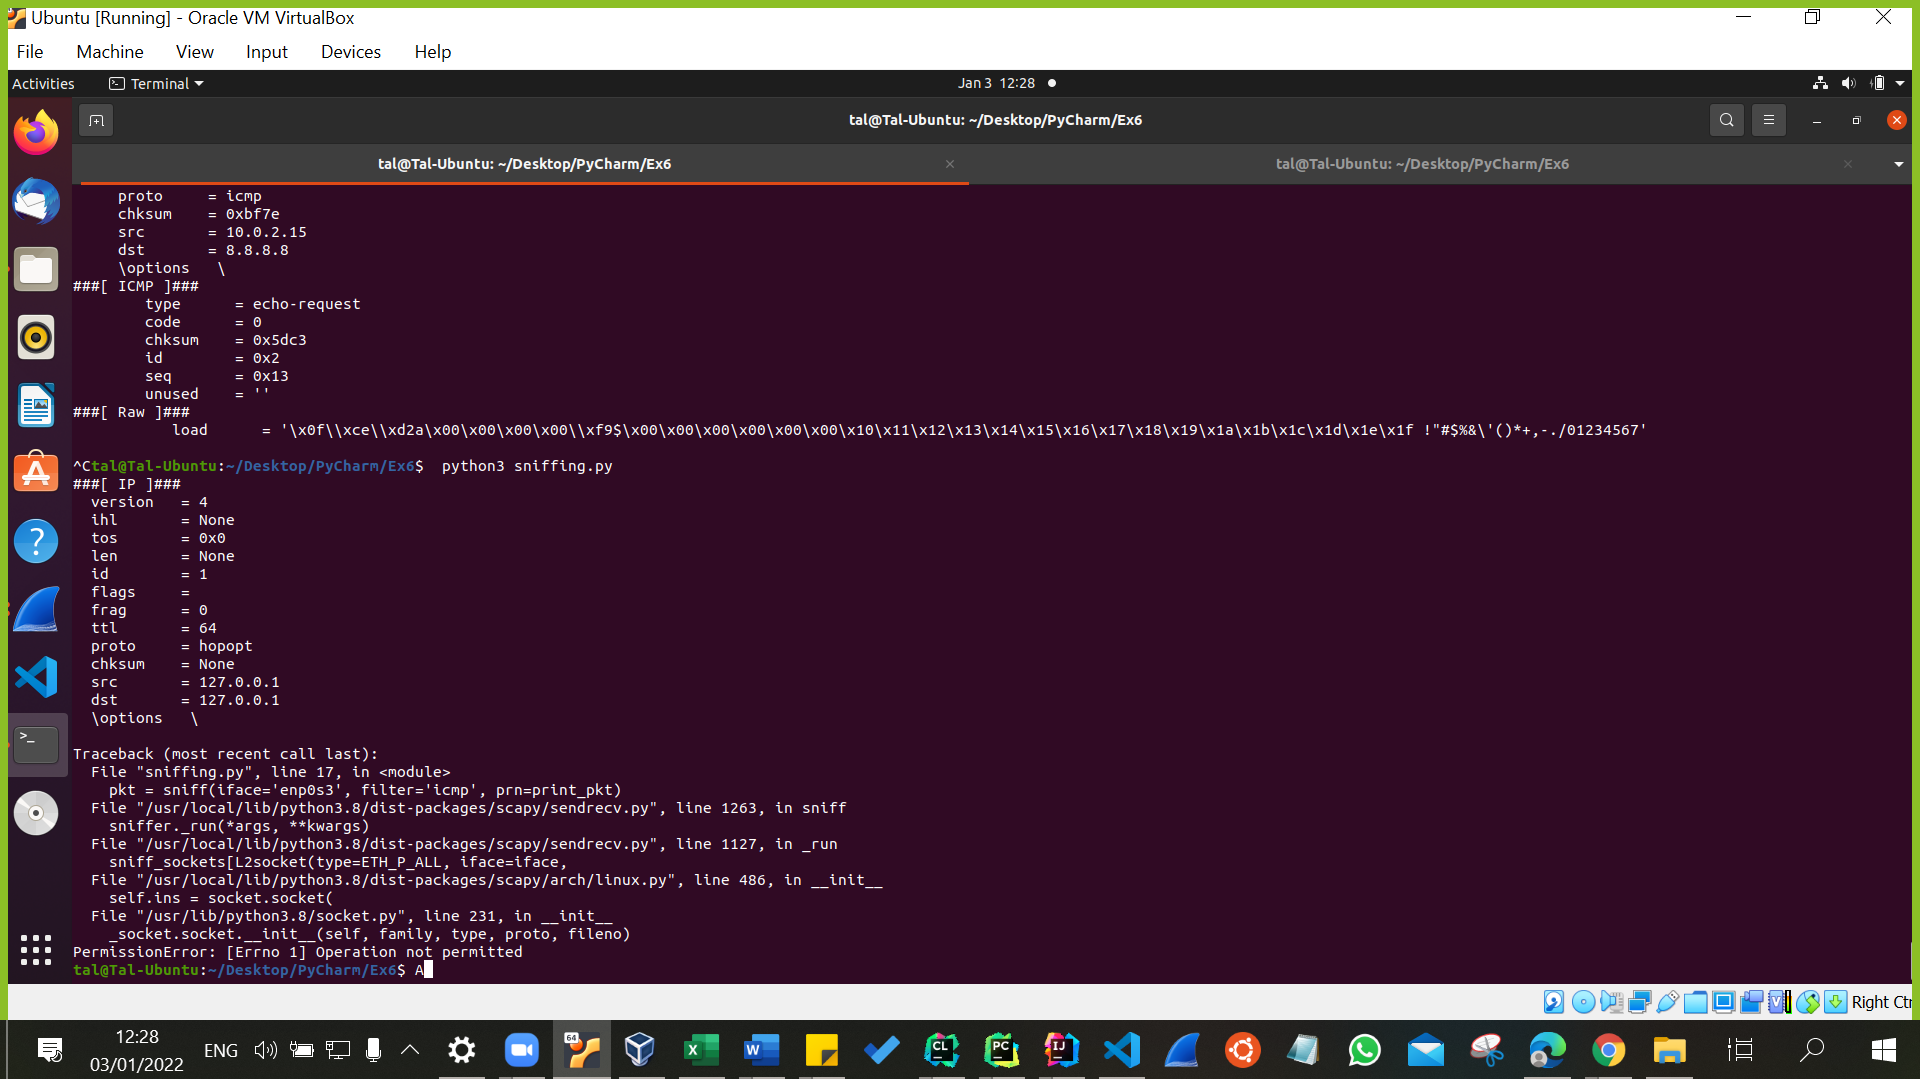 Ubuntu [Running] - Oracle VM VirtualBox
File Machine View Input Devices Help
Activities Terminal Jan 3 12:28
tal@Tal-Ubuntu: ~/Desktop/PyCharm/Ex6
tal@Tal-Ubuntu: ~/Desktop/PyCharm/Ex6 tal@Tal-Ubuntu: ~/Desktop/PyCharm/Ex6
     proto     = icmp
     chksum    = 0xbf7e
     src       = 10.0.2.15
     dst       = 8.8.8.8
     \options   \
###[ ICMP ]###
        type      = echo-request
        code      = 0
        chksum    = 0x5dc3
        id        = 0x2
        seq       = 0x13
        unused    = ''
###[ Raw ]###
           load      = '\x0f\\xce\\xd2a\x00\x00\x00\x00\\xf9$\x00\x00\x00\x00\x00\x00\x10\x11\x12\x13\x14\x15\x16\x17\x18\x19\x1a\x1b\x1c\x1d\x1e\x1f !"#$%&\'()*+,-./01234567'
^Ctal@Tal-Ubuntu:~/Desktop/PyCharm/Ex6$  python3 sniffing.py
###[ IP ]###
  version   = 4
  ihl       = None
  tos       = 0x0
  len       = None
  id        = 1
  flags     =
  frag      = 0
  ttl       = 64
  proto     = hopopt
  chksum    = None
  src       = 127.0.0.1
  dst       = 127.0.0.1
  \options   \
Traceback (most recent call last):
  File "sniffing.py", line 17, in <module>
    pkt = sniff(iface='enp0s3', filter='icmp', prn=print_pkt)
  File "/usr/local/lib/python3.8/dist-packages/scapy/sendrecv.py", line 1263, in sniff
    sniffer._run(*args, **kwargs)
  File "/usr/local/lib/python3.8/dist-packages/scapy/sendrecv.py", line 1127, in _run
    sniff_sockets[L2socket(type=ETH_P_ALL, iface=iface,
  File "/usr/local/lib/python3.8/dist-packages/scapy/arch/linux.py", line 486, in __init__
    self.ins = socket.socket(
  File "/usr/lib/python3.8/socket.py", line 231, in __init__
    _socket.socket.__init__(self, family, type, proto, fileno)
PermissionError: [Errno 1] Operation not permitted
tal@Tal-Ubuntu:~/Desktop/PyCharm/Ex6$ A
Right Ctr
12:28
03/01/2022
ENG
64
X
W
CL
PC
IJ